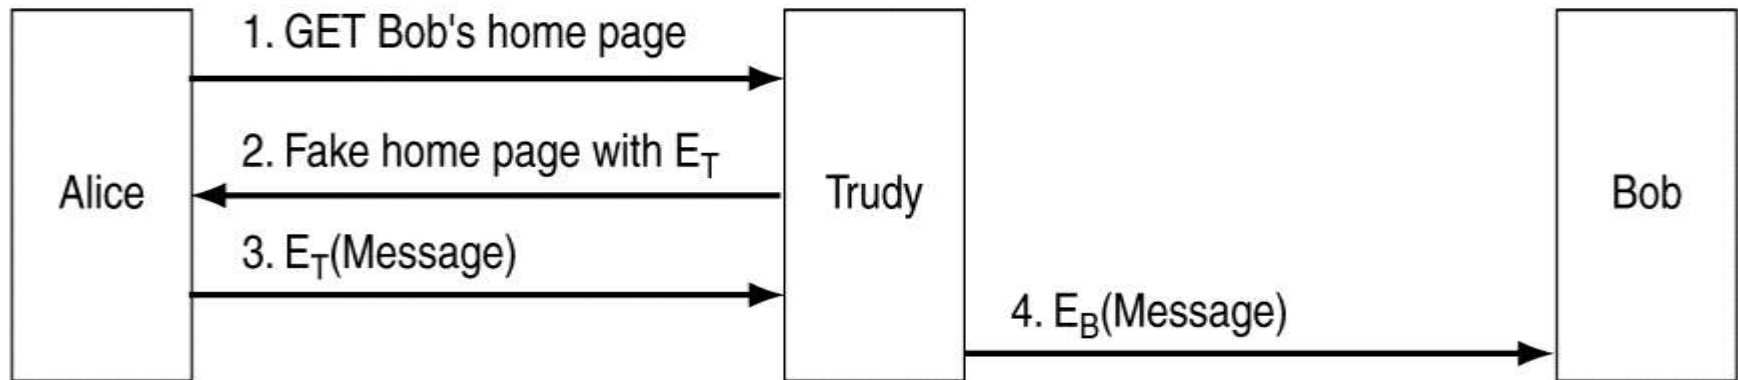 1. GET Bob's home page
2. Fake home page with E_T
Alice
Trudy
Bob
3. E_T(Message)
4. E_B(Message)